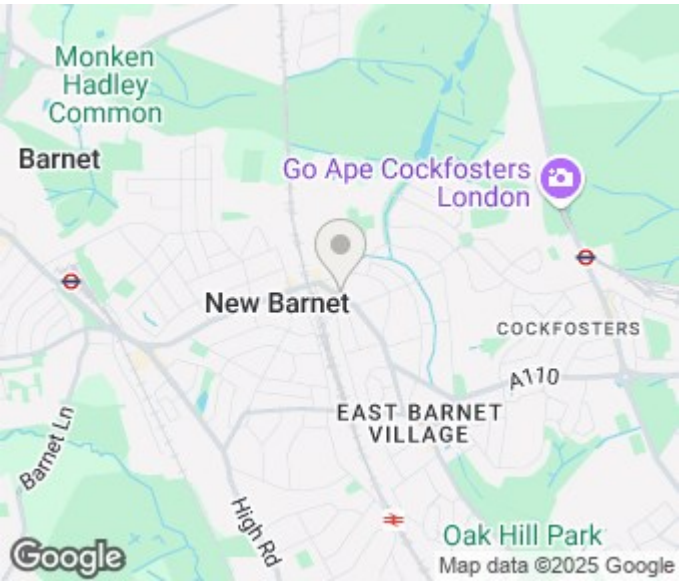 Monken
Hadley
Common
Barnet
Go Ape Cockfosters
London
New Barnet
COCKFOSTERS
A110
EAST BARNET
VILLAGE
Barnet Ln
High Rd
Oak Hill Park
Google
Map data ©2025 Google